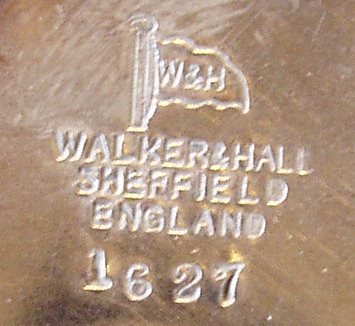 W&H
WALKER&HALL
SHEFFIELD
ENGLAND
1627